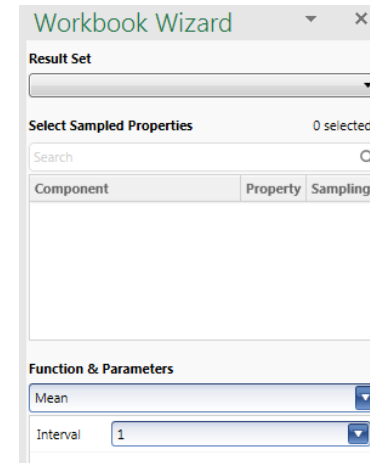 Workbook Wizard
Result Set
Select Sampled Properties 0 selected
Search
Component Property Sampling
Function & Parameters
Mean
Interval 1